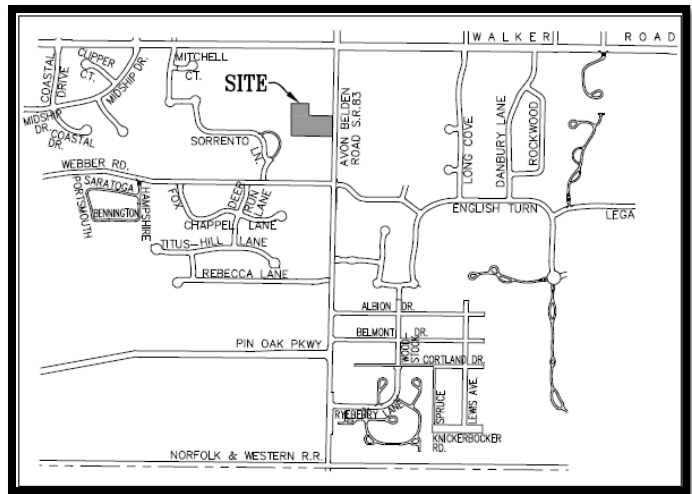 WALKER ROAD
COASTAL
DRIVE
CLIPPER
CT.
MIDSHIP DR.
MITCHELL
CT.
SITE
MIDSHIP
DR.
COASTAL
DR.
SORRENTO
LN.
AVON BELDEN
ROAD S.R.83
LONG COVE
DANBURY LANE
ROCKWOOD
WEBBER RD.
SARATOGA
PORTSMOUTH
BENNINGTON
HAMPSHIRE
FOX
DEER
RUN
LANE
CHAPPEL LANE
TITUS-HILL LANE
REBECCA LANE
ENGLISH TURN
LEGA
ALBION DR.
BELMONT DR.
PIN OAK PKWY
WOOD-
STOCK
CORTLAND DR.
RYEBERRY LANE
SPRUCE
LEWIS AVE.
KNICKERBOCKER
RD.
NORFOLK & WESTERN R.R.